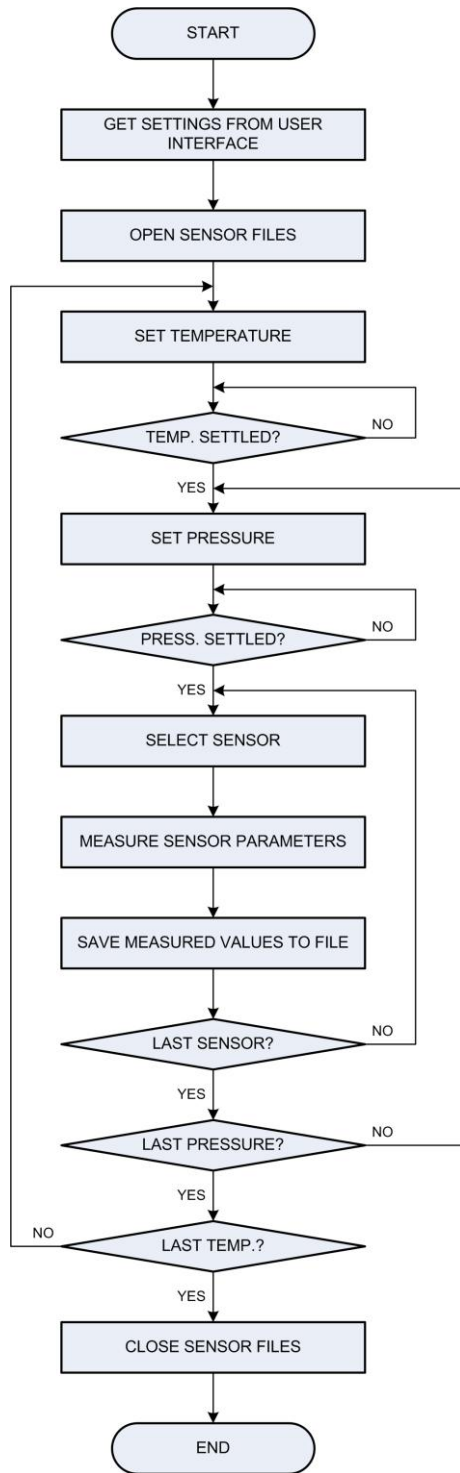 START
GET SETTINGS FROM USER
INTERFACE
OPEN SENSOR FILES
SET TEMPERATURE
TEMP. SETTLED?
NO
YES
SET PRESSURE
PRESS. SETTLED?
NO
YES
SELECT SENSOR
MEASURE SENSOR PARAMETERS
SAVE MEASURED VALUES TO FILE
LAST SENSOR?
NO
YES
LAST PRESSURE?
NO
YES
NO
LAST TEMP.?
YES
CLOSE SENSOR FILES
END